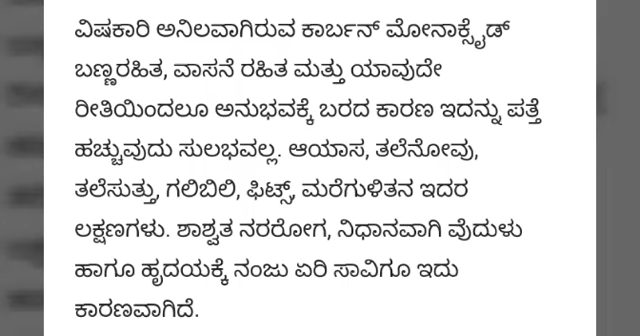 ವಿಷಕಾರಿ ಅನಿಲವಾಗಿರುವ ಕಾರ್ಬನ್ ಮೋನಾಕ್ಸೈಡ್
ಬಣ್ಣರಹಿತ, ವಾಸನೆ ರಹಿತ ಮತ್ತು ಯಾವುದೇ
ರೀತಿಯಿಂದಲೂ ಅನುಭವಕ್ಕೆ ಬರದ ಕಾರಣ ಇದನ್ನು ಪತ್ತೆ
ಹಚ್ಚುವುದು ಸುಲಭವಲ್ಲ. ಆಯಾಸ, ತಲೆನೋವು,
ತಲೆಸುತ್ತು, ಗಲಿಬಿಲಿ, ಫಿಟ್ಸ್, ಮರೆಗುಳಿತನ ಇದರ
ಲಕ್ಷಣಗಳು. ಶಾಶ್ವತ ನರರೋಗ, ನಿಧಾನವಾಗಿ ವೆುದುಳು
ಹಾಗೂ ಹೃದಯಕ್ಕೆ ನಂಜು ಏರಿ ಸಾವಿಗೂ ಇದು
ಕಾರಣವಾಗಿದೆ.